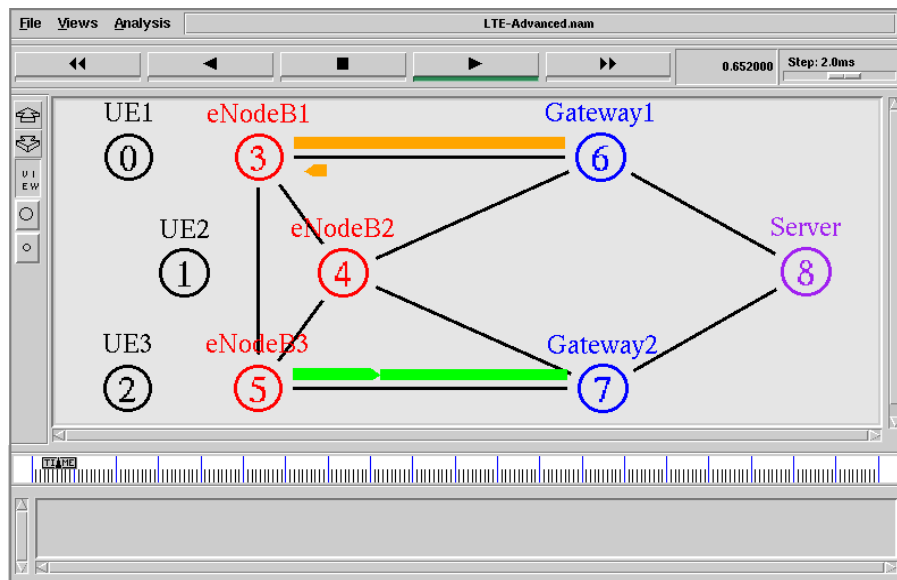 File Views Analysis LTE-Advanced.nam
0.652000 Step: 2.0ms
UE1 eNodeB1 Gateway1
0 3 6
VIEW
UE2 eNodeB2 Server
1 4 8
UE3 eNodeB3 Gateway2
2 5 7
TIME